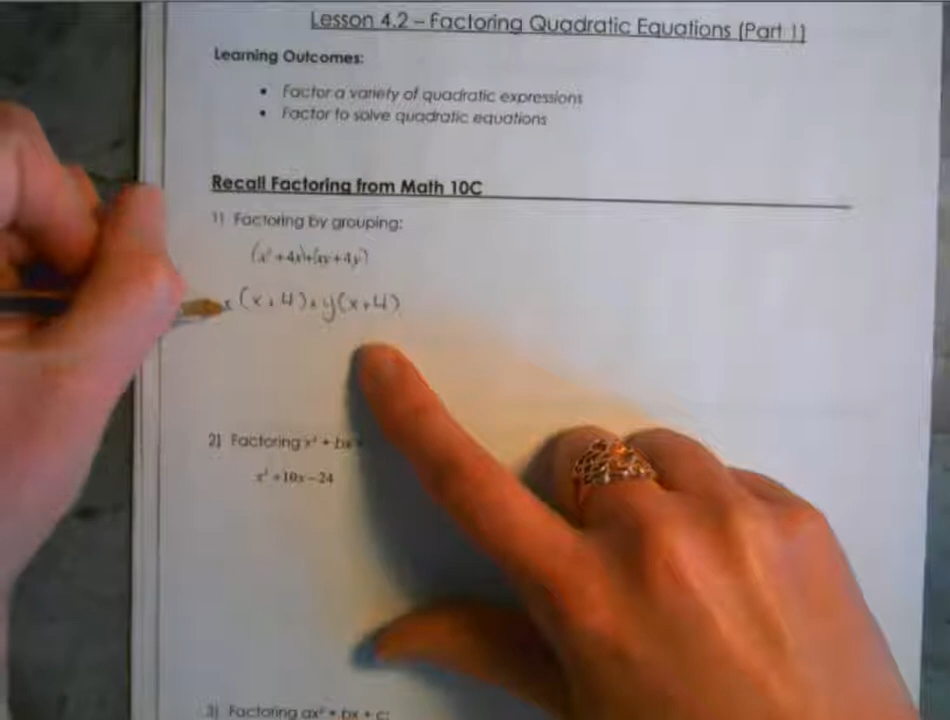 Lesson 4.2 – Factoring Quadratic Equations (Part 1)
Learning Outcomes:
• Factor a variety of quadratic expressions
• Factor to solve quadratic equations
Recall Factoring from Math 10C
1) Factoring by grouping:
(x² + 4x)+(xy + 4y)
x(x+4)+y(x+4)
2) Factoring x² + bx +
x² +10x – 24
3) Factoring ax² + bx + c: